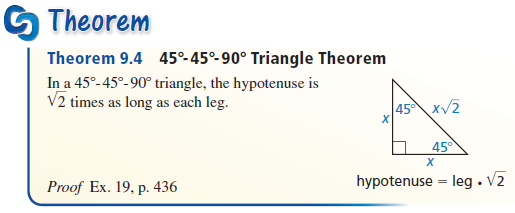 Theorem
Theorem 9.4 45°-45°-90° Triangle Theorem
In a 45°-45°-90° triangle, the hypotenuse is
√2 times as long as each leg.
45°
x√2
x
45°
x
hypotenuse = leg • √2
Proof Ex. 19, p. 436